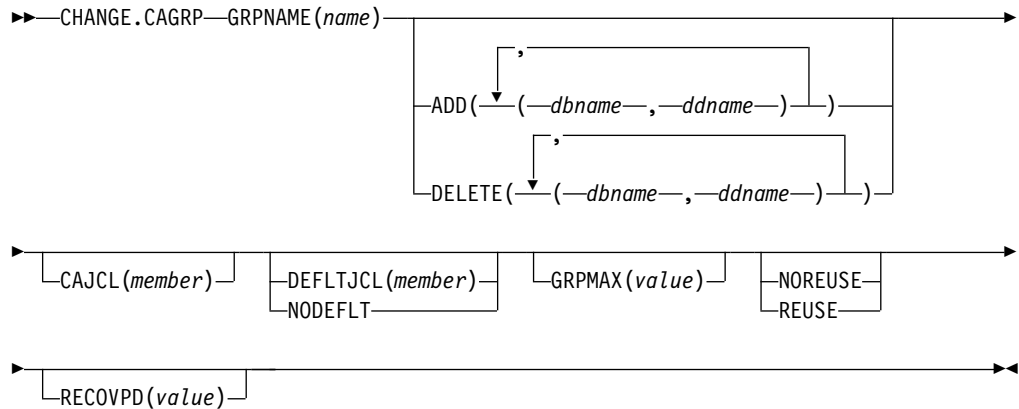 CHANGE.CAGRP GRPNAME(name)
,
ADD( (dbname,ddname) )
,
DELETE( (dbname,ddname) )
CAJCL(member) DEFLTJCL(member) GRPMAX(value) NOREUSE
NODEFLT REUSE
RECOVPD(value)